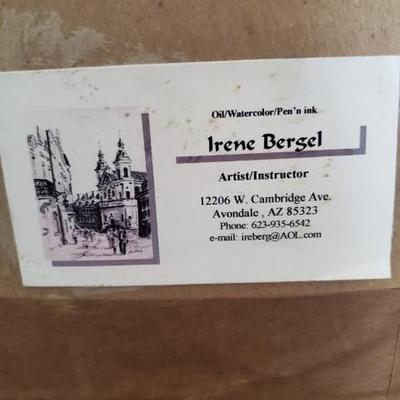 Oil/Watercolor/Pen'n ink
Irene Bergel
Artist/Instructor
12206 W. Cambridge Ave.
Avondale , AZ 85323
Phone: 623-935-6542
e-mail: ireberg@AOL.com